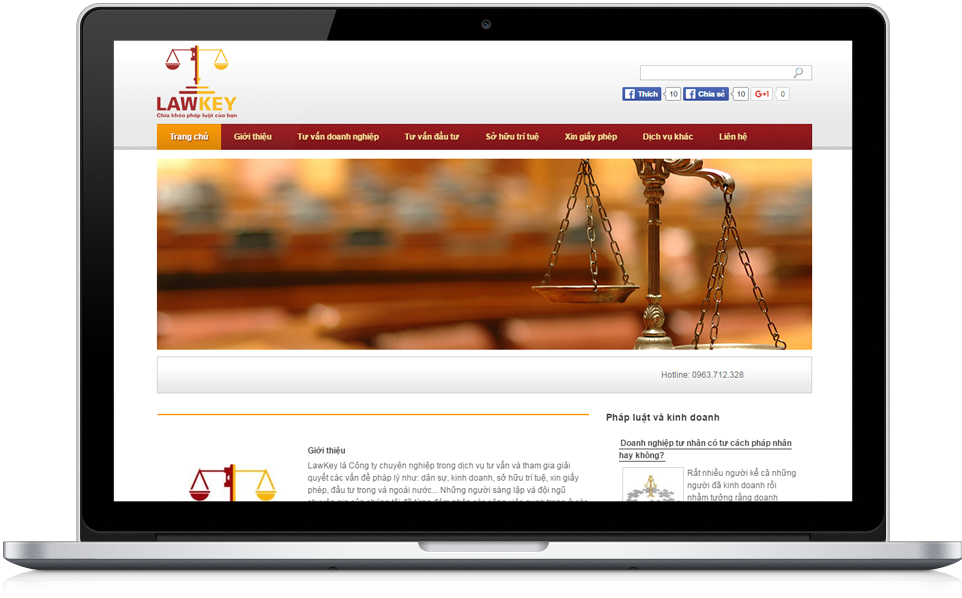 LAWKEY
Chìa khóa pháp luật của bạn
Thích 10 Chia sẻ 10 G+1 0
Trang chủ Giới thiệu Tư vấn doanh nghiệp Tư vấn đầu tư Sở hữu trí tuệ Xin giấy phép Dịch vụ khác Liên hệ
Hotline: 0963.712.328
Giới thiệu
LawKey là Công ty chuyên nghiệp trong dịch vụ tư vấn và tham gia giải
quyết các vấn đề pháp lý như: dân sự, kinh doanh, sở hữu trí tuệ, xin giấy
phép, đầu tư trong và ngoài nước... Những người sáng lập và đội ngũ
Pháp luật và kinh doanh
Doanh nghiệp tư nhân có tư cách pháp nhân
hay không?
Rất nhiều người kể cả những
người đã kinh doanh rồi
nhầm tưởng rằng doanh